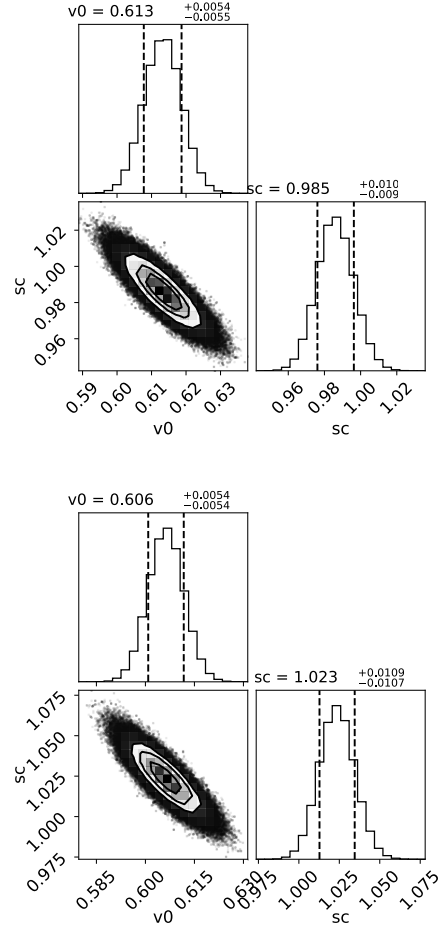 v0 = 0.613 +0.0054 −0.0055
sc = 0.985 +0.010 −0.009
sc
1.02
1.00
0.98
0.96
0.59 0.60 0.61 0.62 0.63
v0
0.96 0.98 1.00 1.02
sc
v0 = 0.606 +0.0054 −0.0054
sc = 1.023 +0.0109 −0.0107
sc
1.075
1.050
1.025
1.000
0.975
0.585 0.600 0.615 0.630
v0
0.975 1.000 1.025 1.050 1.075
sc